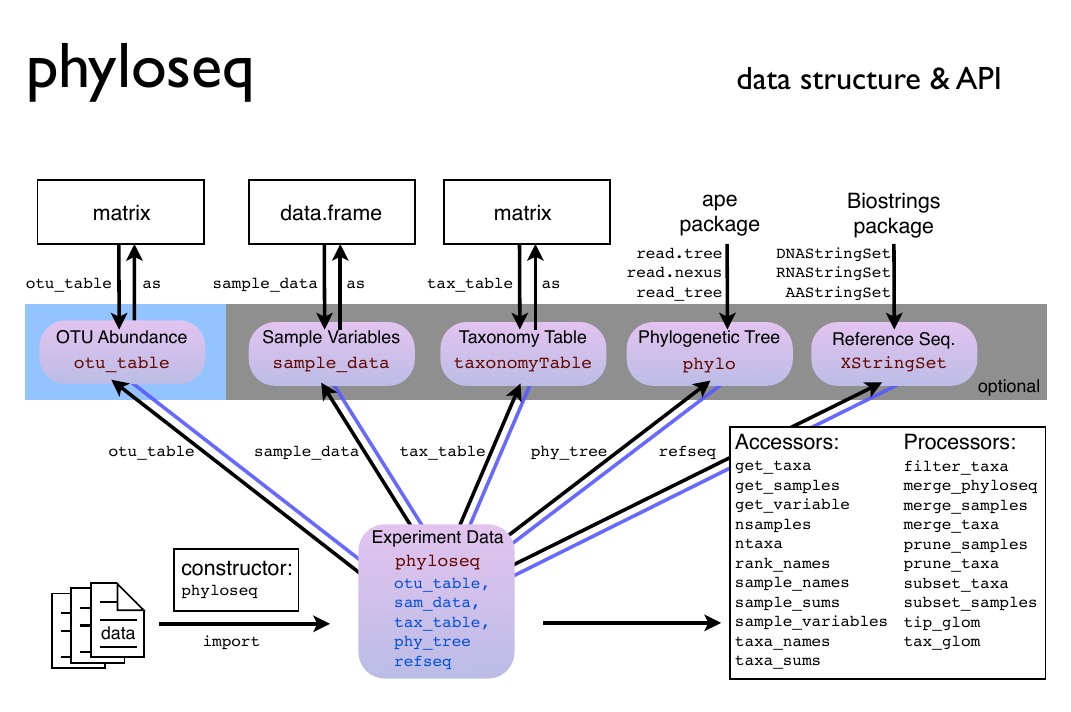 phyloseq
data structure & API
matrix
data.frame
matrix
ape
package
Biostrings
package
otu_table
as
sample_data
as
tax_table
as
read.tree
read.nexus
read_tree
DNAStringSet
RNAStringSet
AAStringSet
OTU Abundance
otu_table
Sample Variables
sample_data
Taxonomy Table
taxonomyTable
Phylogenetic Tree
phylo
Reference Seq.
XStringSet
optional
otu_table
sample_data
tax_table
phy_tree
refseq
Experiment Data
phyloseq
otu_table,
sam_data,
tax_table,
phy_tree
refseq
constructor:
phyloseq
data
import
Accessors:
get_taxa
get_samples
get_variable
nsamples
ntaxa
rank_names
sample_names
sample_sums
sample_variables
taxa_names
taxa_sums
Processors:
filter_taxa
merge_phyloseq
merge_samples
merge_taxa
prune_samples
prune_taxa
subset_taxa
subset_samples
tip_glom
tax_glom